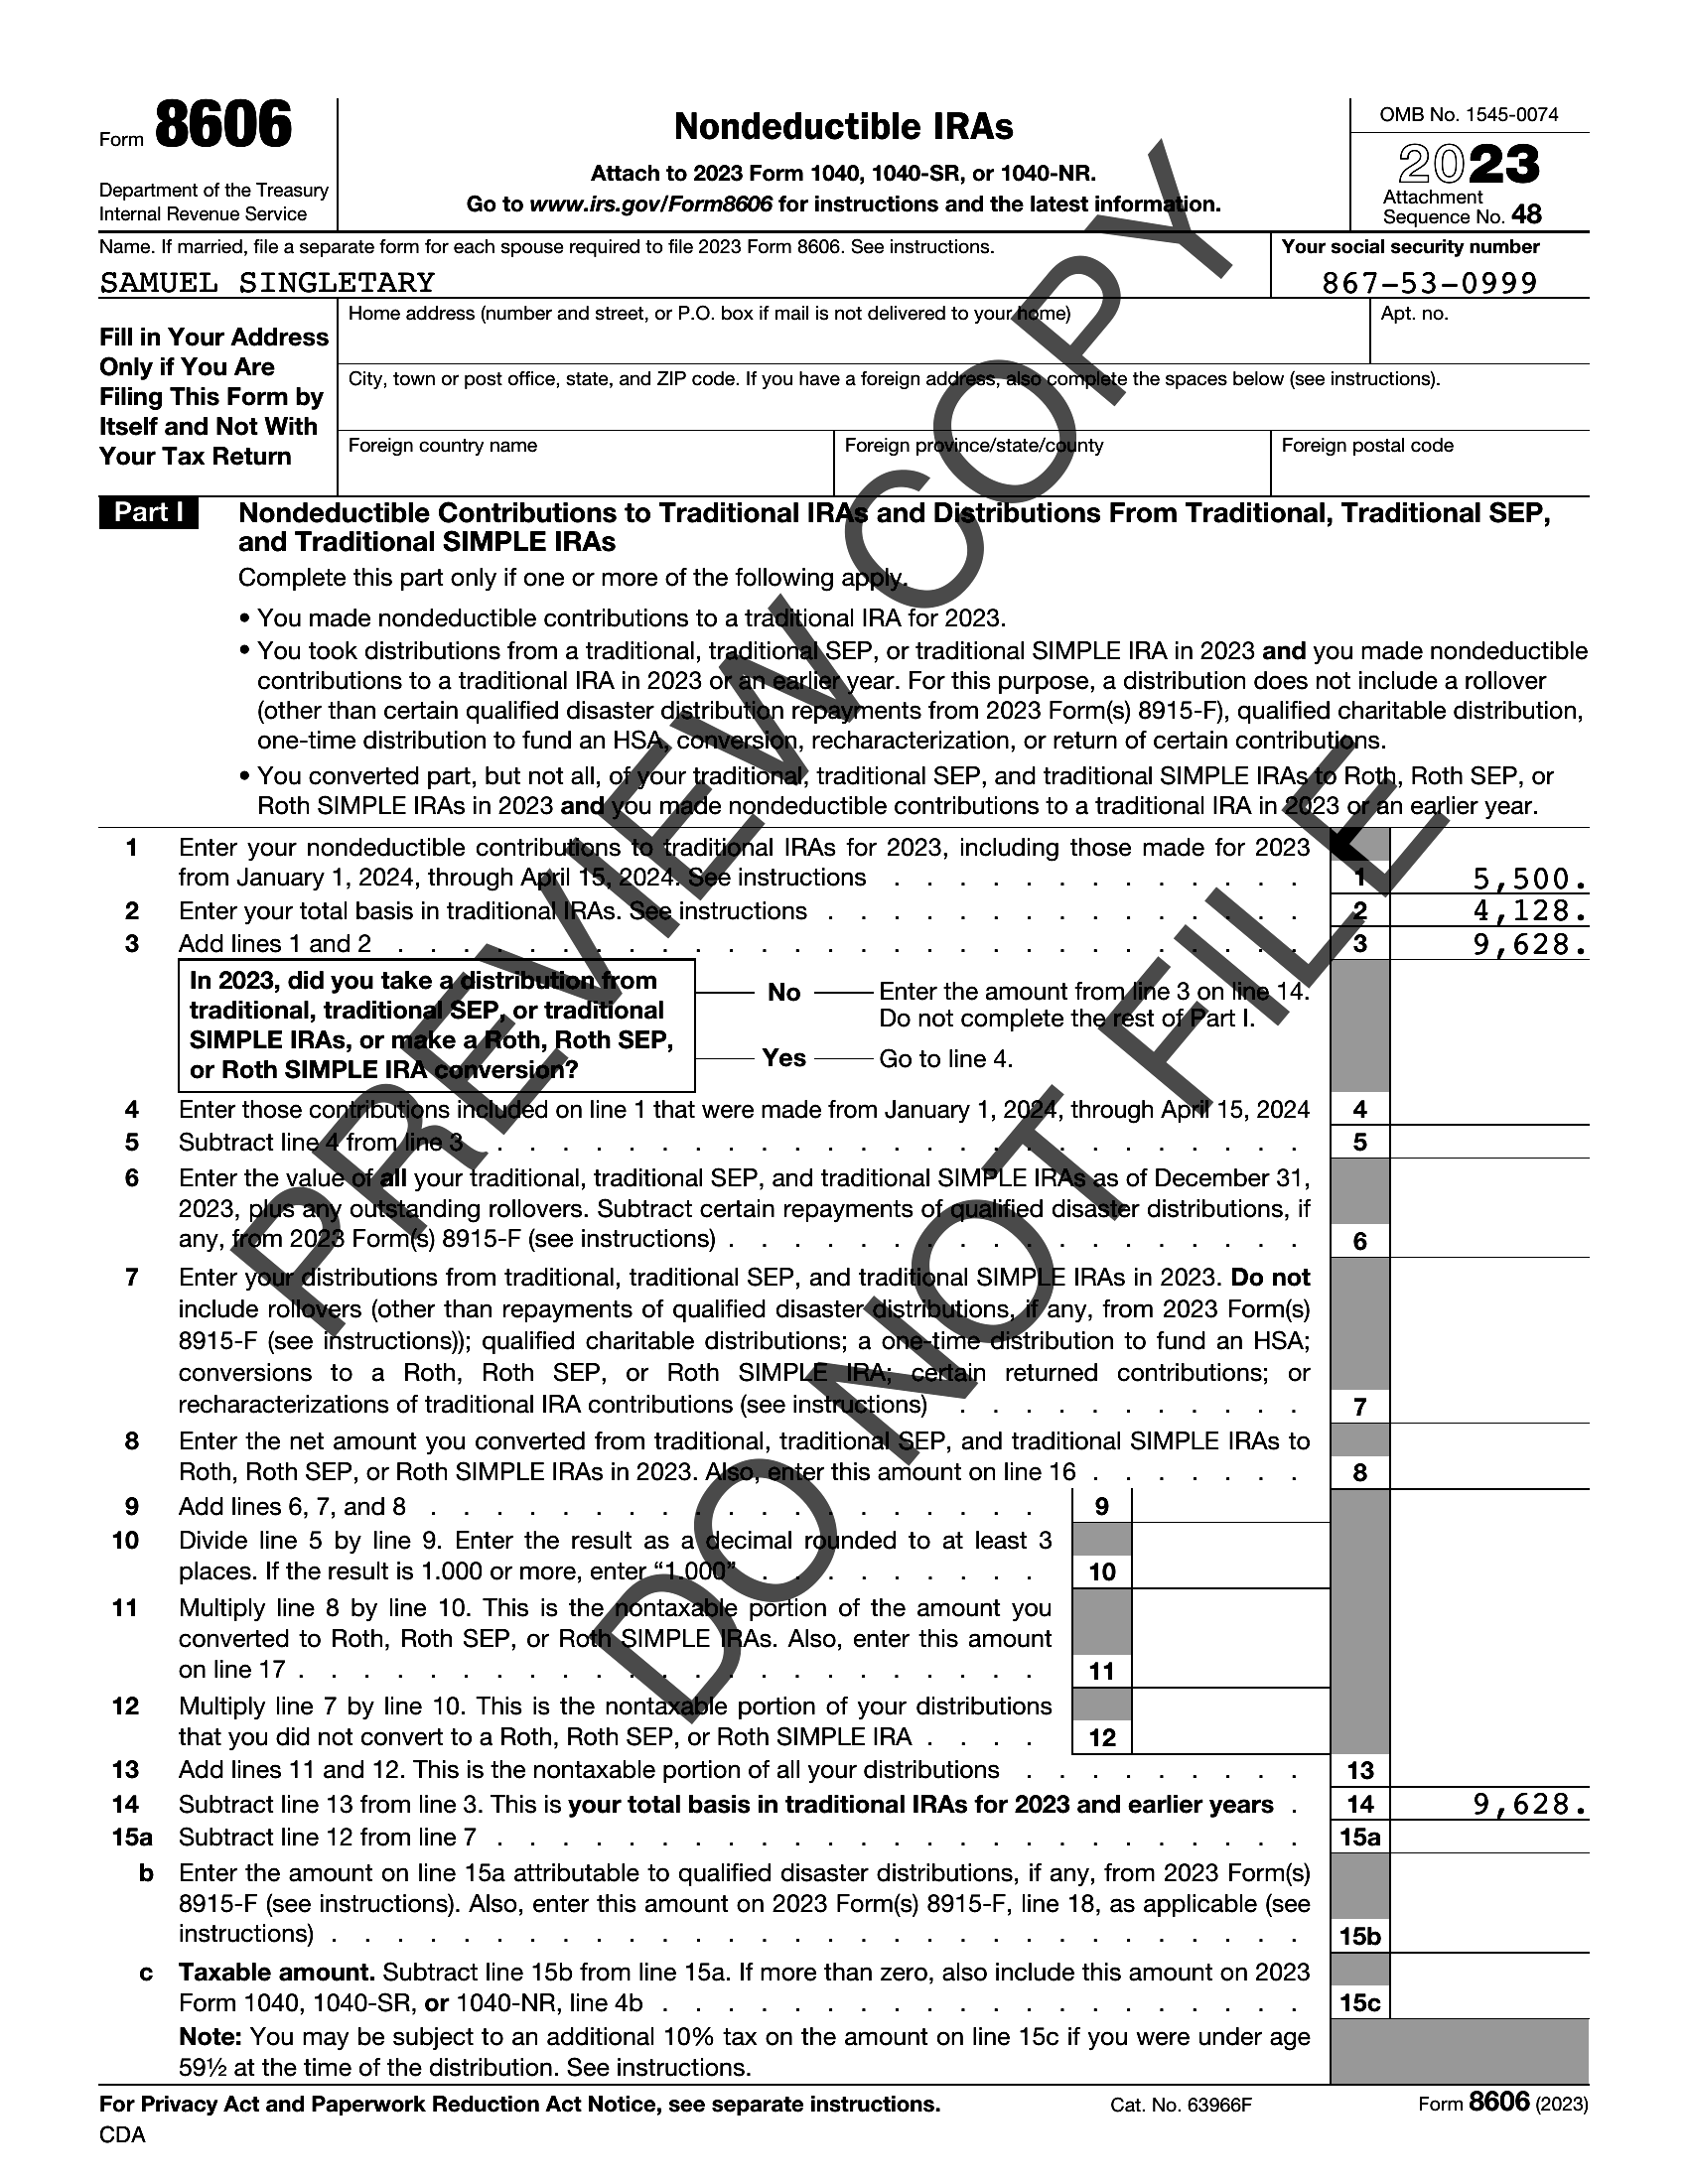 Form 8606
Department of the Treasury
Internal Revenue Service
Nondeductible IRAs
Attach to 2023 Form 1040, 1040-SR, or 1040-NR.
Go to www.irs.gov/Form8606 for instructions and the latest information.
OMB No. 1545-0074
2023
Attachment
Sequence No. 48
Name. If married, file a separate form for each spouse required to file 2023 Form 8606. See instructions.
SAMUEL SINGLETARY
Your social security number
867-53-0999
Fill in Your Address
Only if You Are
Filing This Form by
Itself and Not With
Your Tax Return
Home address (number and street, or P.O. box if mail is not delivered to your home)
Apt. no.
City, town or post office, state, and ZIP code. If you have a foreign address, also complete the spaces below (see instructions).
Foreign country name
Foreign province/state/county
Foreign postal code
Part I Nondeductible Contributions to Traditional IRAs and Distributions From Traditional, Traditional SEP,
and Traditional SIMPLE IRAs
Complete this part only if one or more of the following apply.
• You made nondeductible contributions to a traditional IRA for 2023.
• You took distributions from a traditional, traditional SEP, or traditional SIMPLE IRA in 2023 and you made nondeductible
contributions to a traditional IRA in 2023 or an earlier year. For this purpose, a distribution does not include a rollover
(other than certain qualified disaster distribution repayments from 2023 Form(s) 8915-F), qualified charitable distribution,
one-time distribution to fund an HSA, conversion, recharacterization, or return of certain contributions.
• You converted part, but not all, of your traditional, traditional SEP, and traditional SIMPLE IRAs to Roth, Roth SEP, or
Roth SIMPLE IRAs in 2023 and you made nondeductible contributions to a traditional IRA in 2023 or an earlier year.
1 Enter your nondeductible contributions to traditional IRAs for 2023, including those made for 2023
from January 1, 2024, through April 15, 2024. See instructions . . . . . . . . . . . . . 1 5,500.
2 Enter your total basis in traditional IRAs. See instructions . . . . . . . . . . . . . . . 2 4,128.
3 Add lines 1 and 2 . . . . . . . . . . . . . . . . . . . . . . . . . . . . 3 9,628.
In 2023, did you take a distribution from
traditional, traditional SEP, or traditional
SIMPLE IRAs, or make a Roth, Roth SEP,
or Roth SIMPLE IRA conversion?
No Enter the amount from line 3 on line 14.
Do not complete the rest of Part I.
Yes Go to line 4.
4 Enter those contributions included on line 1 that were made from January 1, 2024, through April 15, 2024 4
5 Subtract line 4 from line 3 . . . . . . . . . . . . . . . . . . . . . . . . . 5
6 Enter the value of all your traditional, traditional SEP, and traditional SIMPLE IRAs as of December 31,
2023, plus any outstanding rollovers. Subtract certain repayments of qualified disaster distributions, if
any, from 2023 Form(s) 8915-F (see instructions) . . . . . . . . . . . . . . . . . . 6
7 Enter your distributions from traditional, traditional SEP, and traditional SIMPLE IRAs in 2023. Do not
include rollovers (other than repayments of qualified disaster distributions, if any, from 2023 Form(s)
8915-F (see instructions)); qualified charitable distributions; a one-time distribution to fund an HSA;
conversions to a Roth, Roth SEP, or Roth SIMPLE IRA; certain returned contributions; or
recharacterizations of traditional IRA contributions (see instructions) . . . . . . . . . . . 7
8 Enter the net amount you converted from traditional, traditional SEP, and traditional SIMPLE IRAs to
Roth, Roth SEP, or Roth SIMPLE IRAs in 2023. Also, enter this amount on line 16 . . . . . . . 8
9 Add lines 6, 7, and 8 . . . . . . . . . . . . . . . . . . . 9
10 Divide line 5 by line 9. Enter the result as a decimal rounded to at least 3
places. If the result is 1.000 or more, enter “1.000” . . . . . . . . . 10
11 Multiply line 8 by line 10. This is the nontaxable portion of the amount you
converted to Roth, Roth SEP, or Roth SIMPLE IRAs. Also, enter this amount
on line 17 . . . . . . . . . . . . . . . . . . . . . . . 11
12 Multiply line 7 by line 10. This is the nontaxable portion of your distributions
that you did not convert to a Roth, Roth SEP, or Roth SIMPLE IRA . . . . 12
13 Add lines 11 and 12. This is the nontaxable portion of all your distributions . . . . . . . . . 13
14 Subtract line 13 from line 3. This is your total basis in traditional IRAs for 2023 and earlier years . 14 9,628.
15a Subtract line 12 from line 7 . . . . . . . . . . . . . . . . . . . . . . . . . 15a
b Enter the amount on line 15a attributable to qualified disaster distributions, if any, from 2023 Form(s)
8915-F (see instructions). Also, enter this amount on 2023 Form(s) 8915-F, line 18, as applicable (see
instructions) . . . . . . . . . . . . . . . . . . . . . . . . . . . . . . 15b
c Taxable amount. Subtract line 15b from line 15a. If more than zero, also include this amount on 2023
Form 1040, 1040-SR, or 1040-NR, line 4b . . . . . . . . . . . . . . . . . . . . 15c
Note: You may be subject to an additional 10% tax on the amount on line 15c if you were under age
59½ at the time of the distribution. See instructions.
For Privacy Act and Paperwork Reduction Act Notice, see separate instructions.
Cat. No. 63966F
Form 8606 (2023)
CDA
PREVIEW COPY
DO NOT FILE